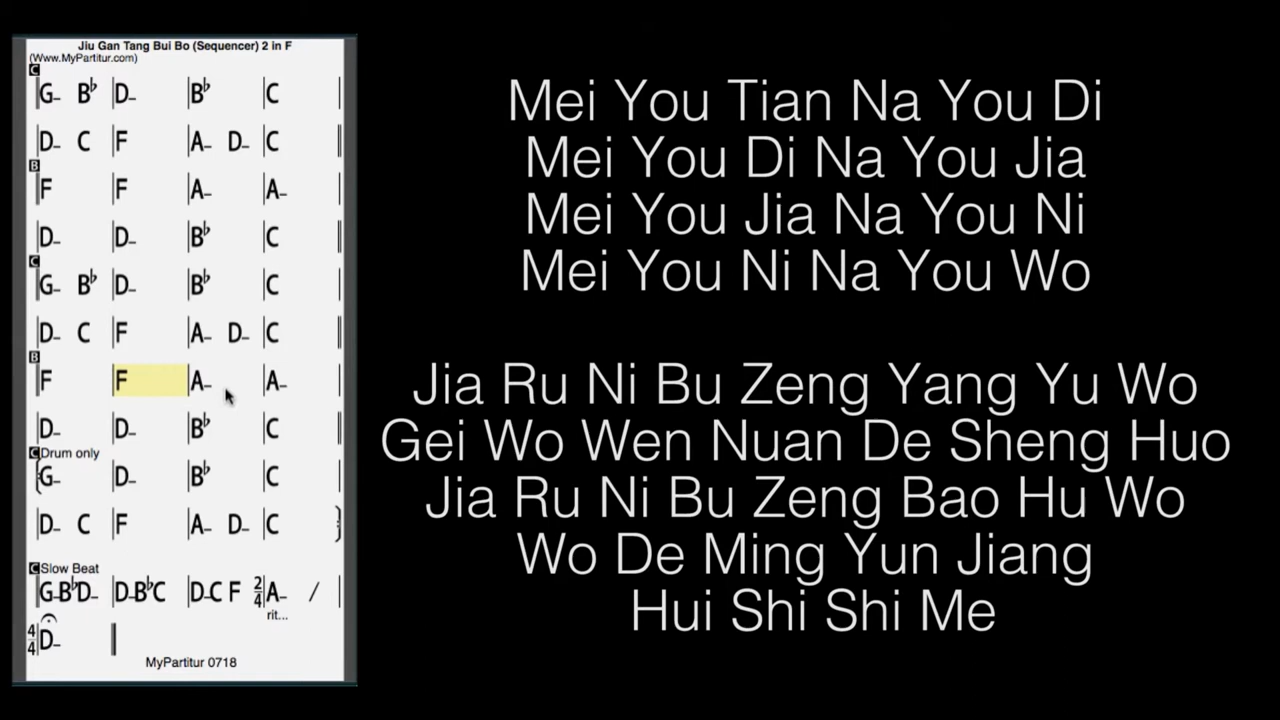 Jiu Gan Tang Bui Bo (Sequencer) 2 in F
(Www.MyPartitur.com)
C
G- B♭ D- B♭ C
D- C F A- D- C
B
F F A- A-
D- D- B♭ C
C
G- B♭ D- B♭ C
D- C F A- D- C
B
F F A- A-
D- D- B♭ C
C Drum only
G- D- B♭ C
D- C F A- D- C
C Slow Beat
G-B♭D- D-B♭C D-C F 2/4 A- /
rit...
4/4 D-
MyPartitur 0718
Mei You Tian Na You Di
Mei You Di Na You Jia
Mei You Jia Na You Ni
Mei You Ni Na You Wo
Jia Ru Ni Bu Zeng Yang Yu Wo
Gei Wo Wen Nuan De Sheng Huo
Jia Ru Ni Bu Zeng Bao Hu Wo
Wo De Ming Yun Jiang
Hui Shi Shi Me